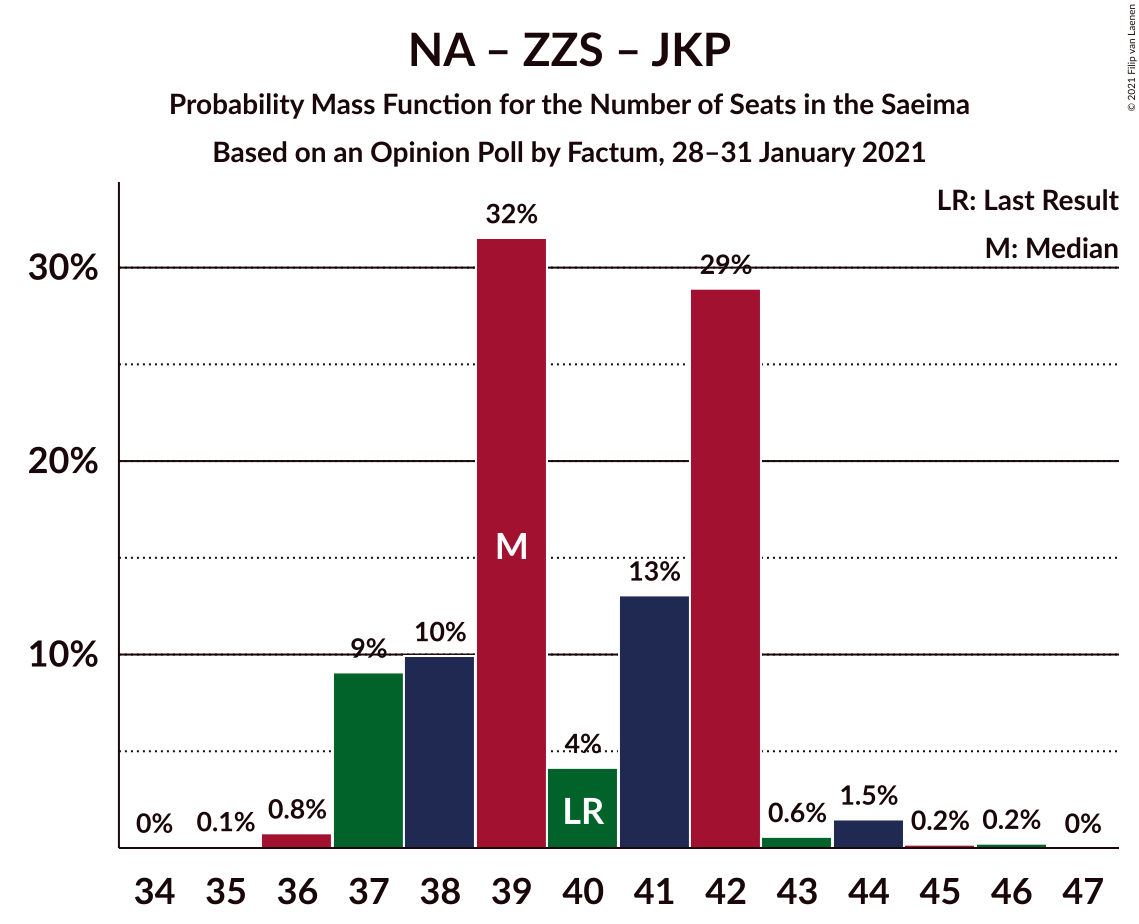 NA – ZZS – JKP
Probability Mass Function for the Number of Seats in the Saeima
Based on an Opinion Poll by Factum, 28–31 January 2021
© 2021 Filip van Laenen
LR: Last Result
M: Median
30%
20%
10%
0%
0.1%
0.8%
9%
10%
32%
4%
13%
29%
0.6%
1.5%
0.2%
0.2%
0%
M
LR
34 35 36 37 38 39 40 41 42 43 44 45 46 47